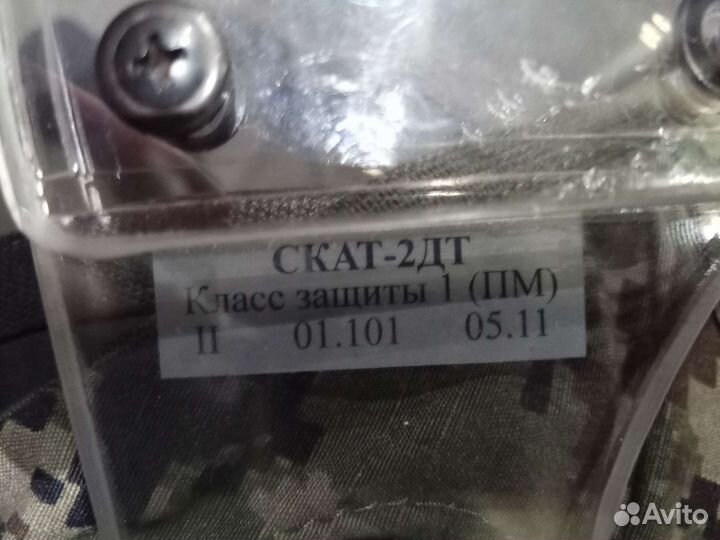 СКАТ-2ДТ
Класс защиты 1 (ПМ)
II 01.101 05.11
Avito